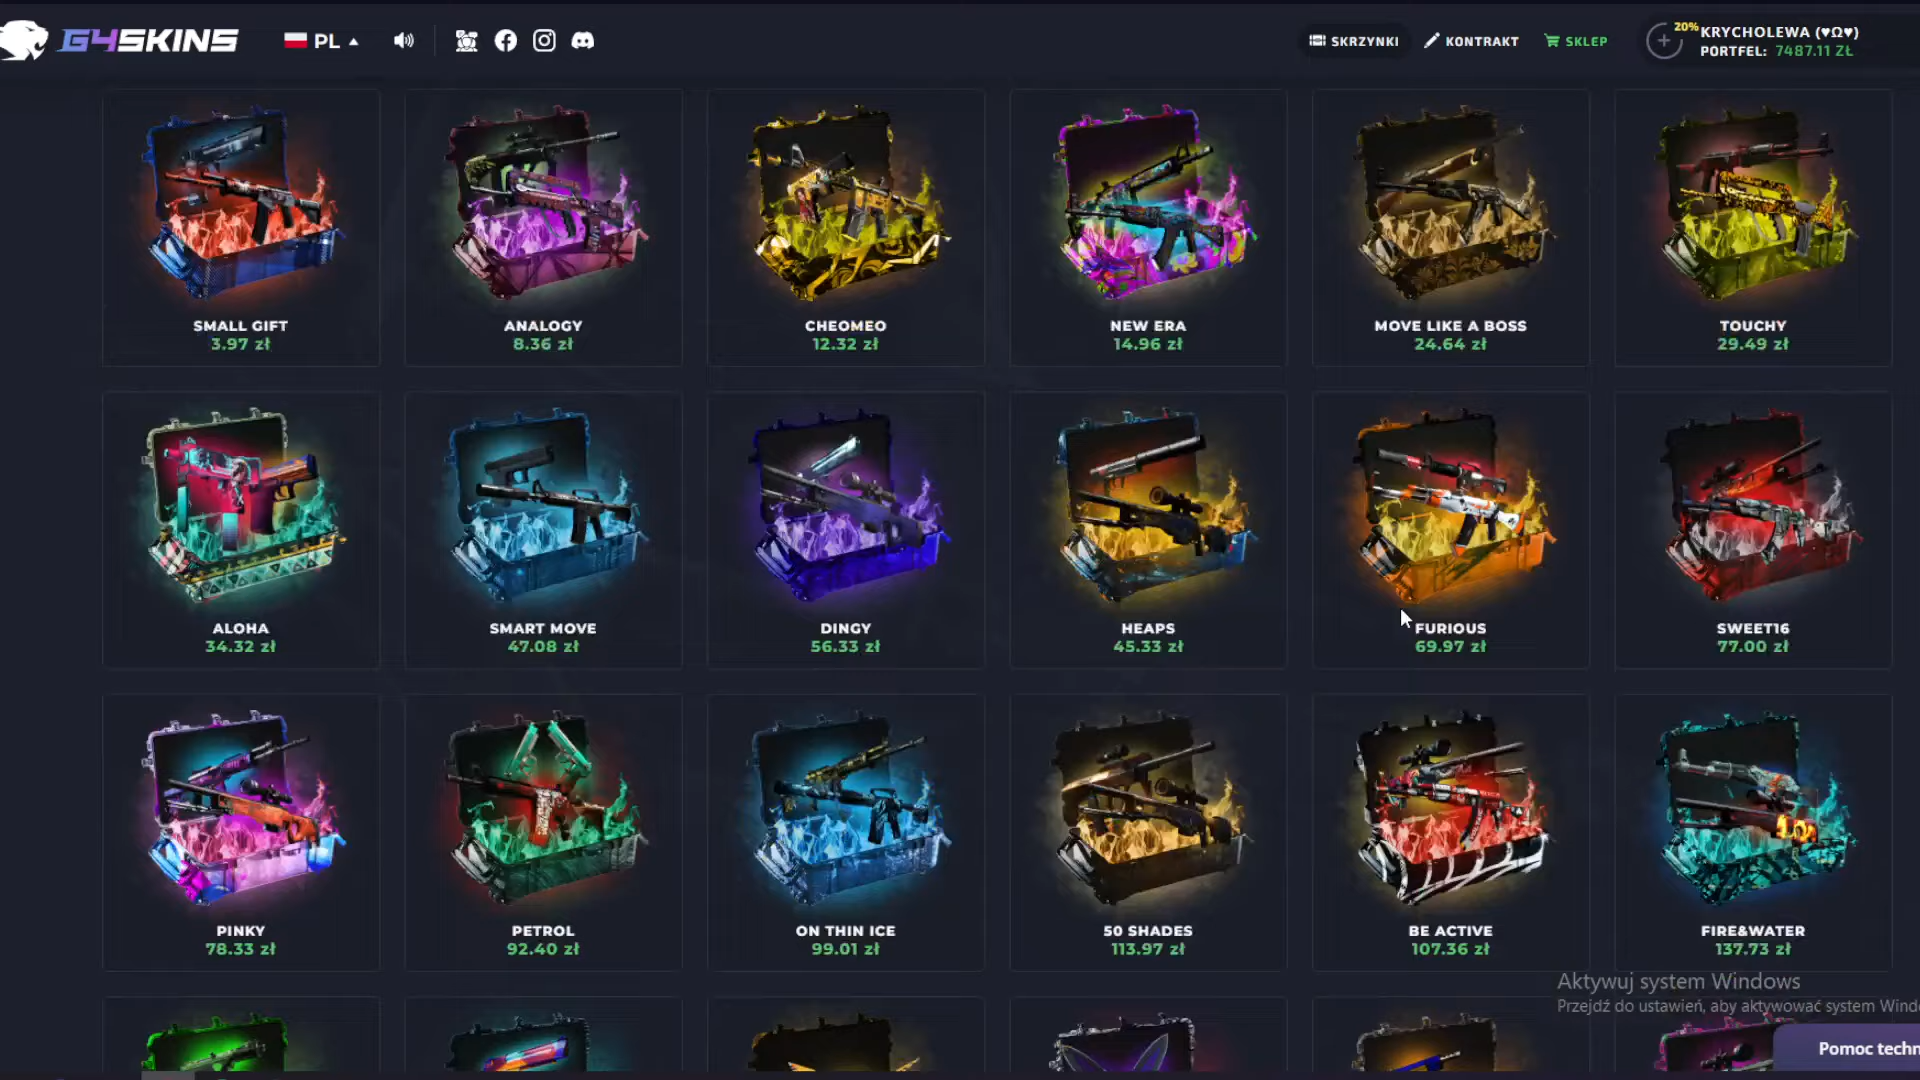 G4SKINS
PL
SKRZYNKI
KONTRAKT
SKLEP
20%
KRYCHOLEWA (♥Ω♥)
PORTFEL: 7487.11 ZŁ
SMALL GIFT
3.97 zł
ANALOGY
8.36 zł
CHEOMEO
12.32 zł
NEW ERA
14.96 zł
MOVE LIKE A BOSS
24.64 zł
TOUCHY
29.49 zł
ALOHA
34.32 zł
SMART MOVE
47.08 zł
DINGY
56.33 zł
HEAPS
45.33 zł
FURIOUS
69.97 zł
SWEET16
77.00 zł
PINKY
78.33 zł
PETROL
92.40 zł
ON THIN ICE
99.01 zł
50 SHADES
113.97 zł
BE ACTIVE
107.36 zł
FIRE&WATER
137.73 zł
Aktywuj system Windows
Przejdź do ustawień, aby aktywować system Wind
Pomoc techn